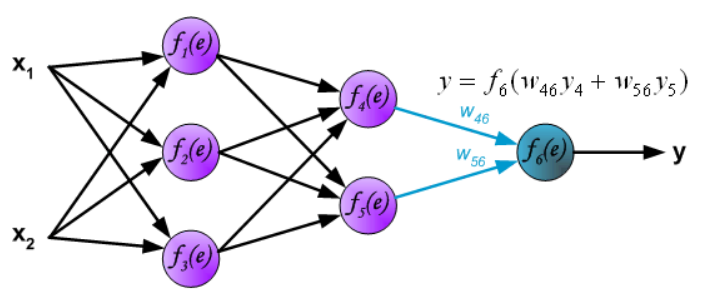 x₁
x₂
f₁(e)
f₂(e)
f₃(e)
f₄(e)
f₅(e)
y = f₆(w₄₆y₄ + w₅₆y₅)
w₄₆
w₅₆
f₆(e)
y